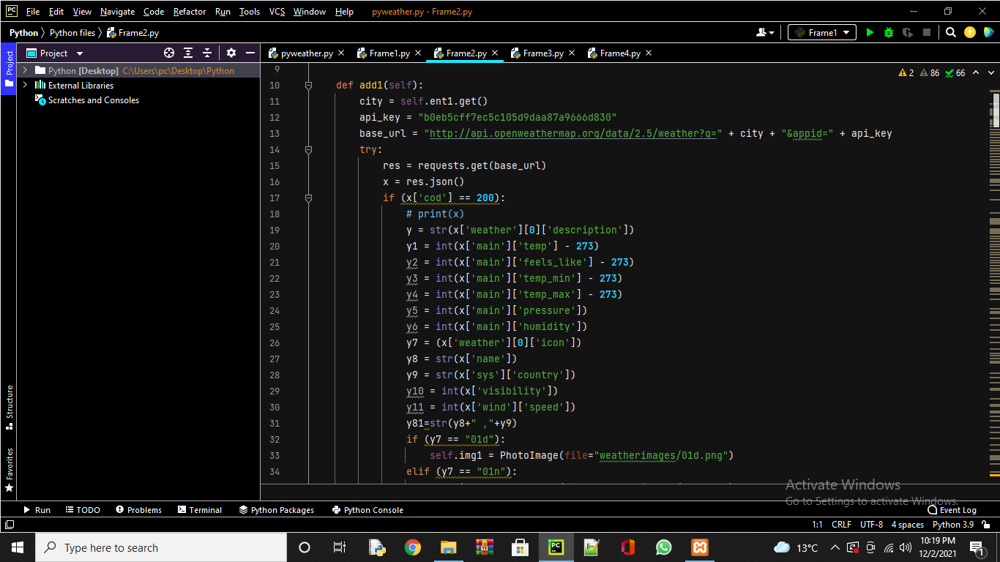 PC File Edit View Navigate Code Refactor Run Tools VCS Window Help pyweather.py - Frame2.py
Python Python files Frame2.py Frame1
Project pyweather.py Frame1.py Frame2.py Frame3.py Frame4.py
Project
Python [Desktop] C:\Users\pc\Desktop\Python
External Libraries
Scratches and Consoles
2 86 66
9
10 def add1(self):
11 city = self.ent1.get()
12 api_key = "b0eb5cff7ec5c105d9daa87a9666d830"
13 base_url = "http://api.openweathermap.org/data/2.5/weather?q=" + city + "&appid=" + api_key
14 try:
15 res = requests.get(base_url)
16 x = res.json()
17 if (x['cod'] == 200):
18 # print(x)
19 y = str(x['weather'][0]['description'])
20 y1 = int(x['main']['temp'] - 273)
21 y2 = int(x['main']['feels_like'] - 273)
22 y3 = int(x['main']['temp_min'] - 273)
23 y4 = int(x['main']['temp_max'] - 273)
24 y5 = int(x['main']['pressure'])
25 y6 = int(x['main']['humidity'])
26 y7 = (x['weather'][0]['icon'])
27 y8 = str(x['name'])
28 y9 = str(x['sys']['country'])
29 y10 = int(x['visibility'])
30 y11 = int(x['wind']['speed'])
31 y81=str(y8+" ,"+y9)
32 if (y7 == "01d"):
33 self.img1 = PhotoImage(file="weatherimages/01d.png")
34 elif (y7 == "01n"):
Structure
Favorites
Activate Windows
Go to Settings to activate Windows.
Run TODO Problems Terminal Python Packages Python Console Event Log
1:1 CRLF UTF-8 4 spaces Python 3.9
Type here to search
PC
13°C
10:19 PM
12/2/2021
1